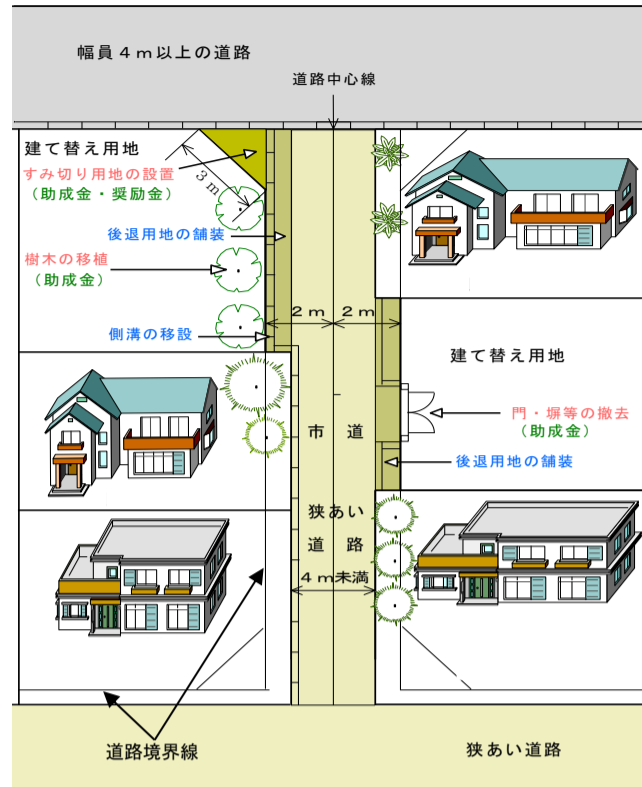 幅員４ｍ以上の道路
道路中心線
建て替え用地
すみ切り用地の設置
（助成金・奨励金）
３ｍ
後退用地の舗装
樹木の移植
（助成金）
２ｍ
２ｍ
側溝の移設
建て替え用地
門・塀等の撤去
（助成金）
市道
後退用地の舗装
狭あい
道路
４ｍ未満
道路境界線
狭あい道路